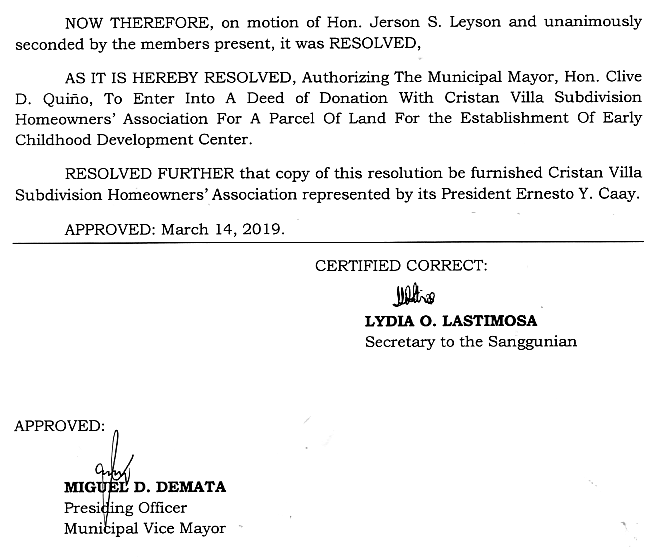 NOW THEREFORE, on motion of Hon. Jerson S. Leyson and unanimously
seconded by the members present, it was RESOLVED,
AS IT IS HEREBY RESOLVED, Authorizing The Municipal Mayor, Hon. Clive
D. Quiño, To Enter Into A Deed of Donation With Cristan Villa Subdivision
Homeowners' Association For A Parcel Of Land For the Establishment Of Early
Childhood Development Center.
RESOLVED FURTHER that copy of this resolution be furnished Cristan Villa
Subdivision Homeowners' Association represented by its President Ernesto Y. Caay.
APPROVED: March 14, 2019.
CERTIFIED CORRECT:
LYDIA O. LASTIMOSA
Secretary to the Sanggunian
APPROVED:
MIGUEL D. DEMATA
Presiding Officer
Municipal Vice Mayor